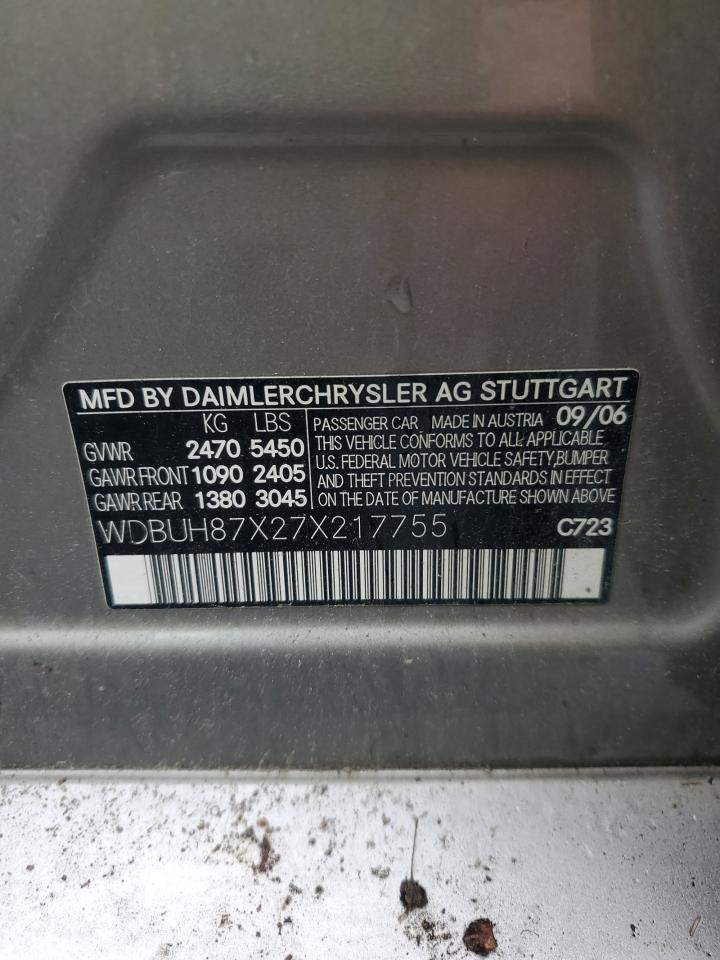 MFD BY DAIMLERCHRYSLER AG STUTTGART
KG LBS
GVWR 2470 5450
GAWR FRONT 1090 2405
GAWR REAR 1380 3045
PASSENGER CAR MADE IN AUSTRIA 09/06
THIS VEHICLE CONFORMS TO ALL APPLICABLE
U.S. FEDERAL MOTOR VEHICLE SAFETY, BUMPER
AND THEFT PREVENTION STANDARDS IN EFFECT
ON THE DATE OF MANUFACTURE SHOWN ABOVE
WDBUH87X27X217755 C723